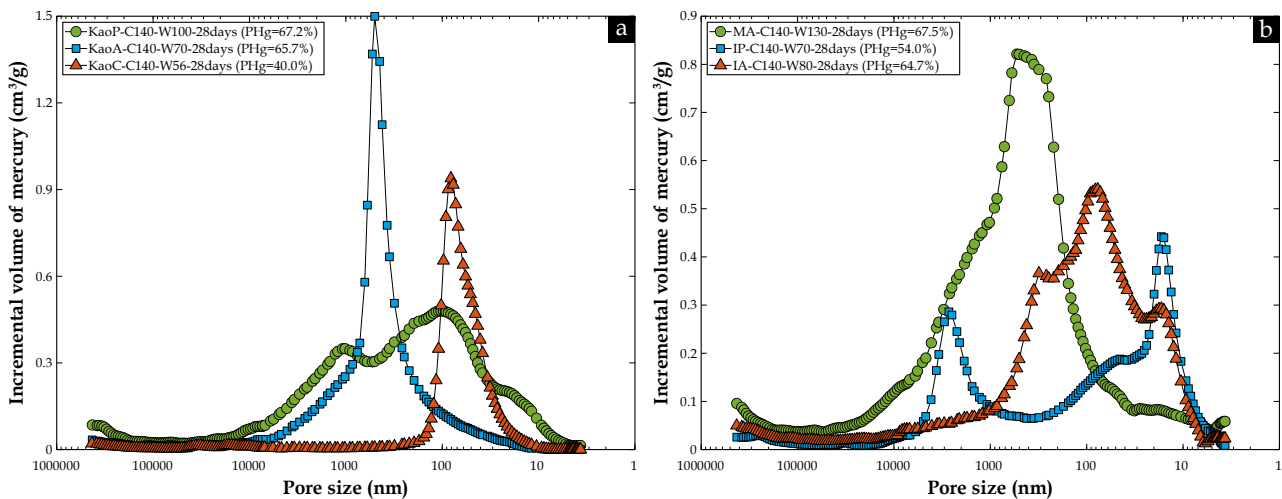 a
KaoP-C140-W100-28days (PHg=67.2%)
KaoA-C140-W70-28days (PHg=65.7%)
KaoC-C140-W56-28days (PHg=40.0%)
Incremental volume of mercury (cm³/g)
1.5
1.2
0.9
0.6
0.3
0
1000000 100000 10000 1000 100 10 1
Pore size (nm)
b
MA-C140-W130-28days (PHg=67.5%)
IP-C140-W70-28days (PHg=54.0%)
IA-C140-W80-28days (PHg=64.7%)
Incremental volume of mercury (cm³/g)
0.9
0.8
0.7
0.6
0.5
0.4
0.3
0.2
0.1
0
1000000 100000 10000 1000 100 10 1
Pore size (nm)